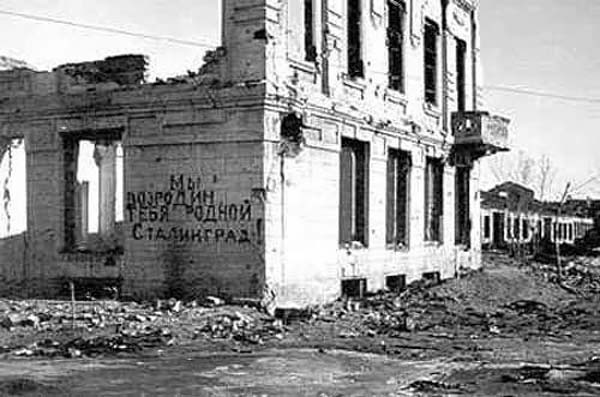 Мы
возродим
тебя родной
Сталинград!